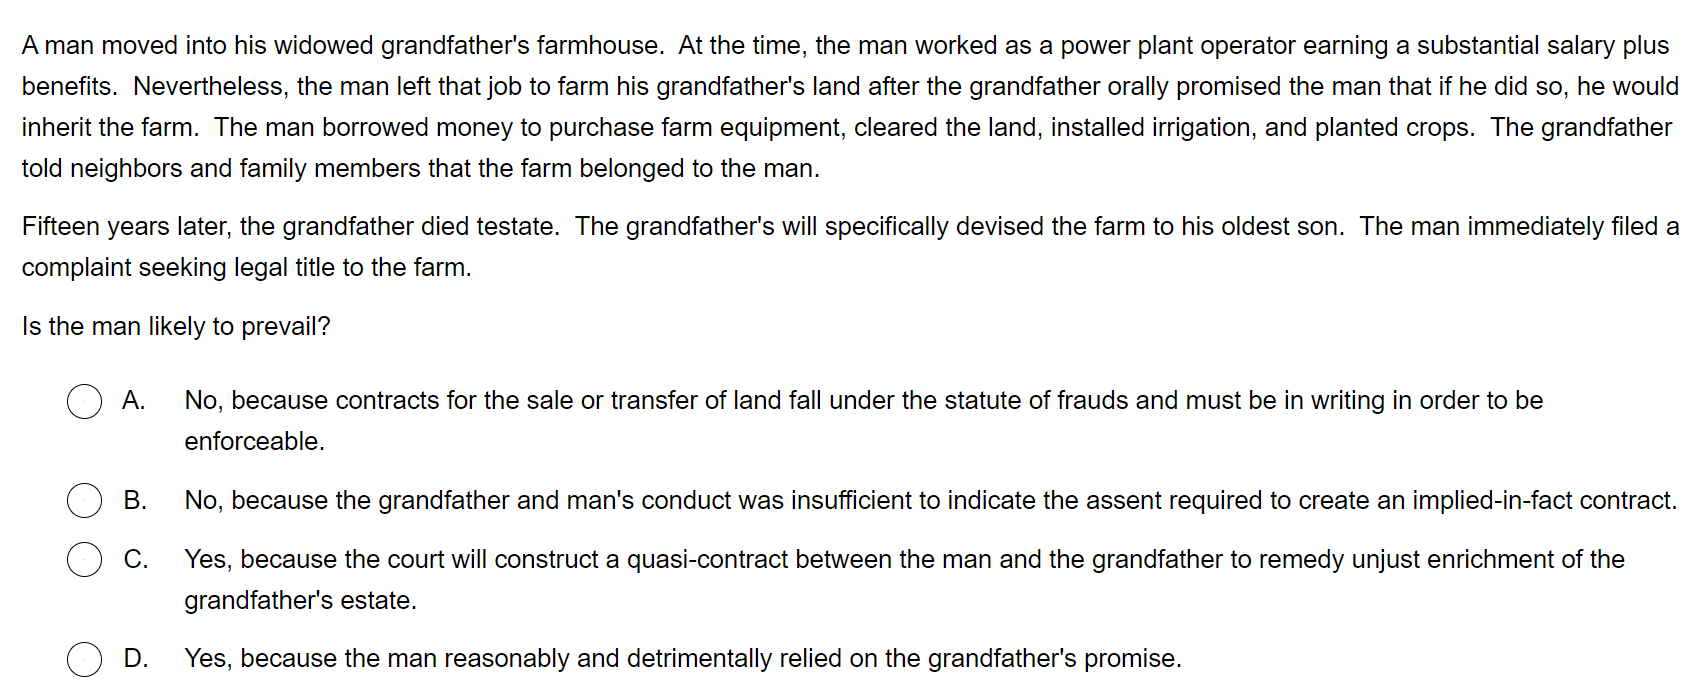 A man moved into his widowed grandfather's farmhouse.  At the time, the man worked as a power plant operator earning a substantial salary plus
benefits.  Nevertheless, the man left that job to farm his grandfather's land after the grandfather orally promised the man that if he did so, he would
inherit the farm.  The man borrowed money to purchase farm equipment, cleared the land, installed irrigation, and planted crops.  The grandfather
told neighbors and family members that the farm belonged to the man.
Fifteen years later, the grandfather died testate.  The grandfather's will specifically devised the farm to his oldest son.  The man immediately filed a
complaint seeking legal title to the farm.
Is the man likely to prevail?
A. No, because contracts for the sale or transfer of land fall under the statute of frauds and must be in writing in order to be
enforceable.
B. No, because the grandfather and man's conduct was insufficient to indicate the assent required to create an implied-in-fact contract.
C. Yes, because the court will construct a quasi-contract between the man and the grandfather to remedy unjust enrichment of the
grandfather's estate.
D. Yes, because the man reasonably and detrimentally relied on the grandfather's promise.